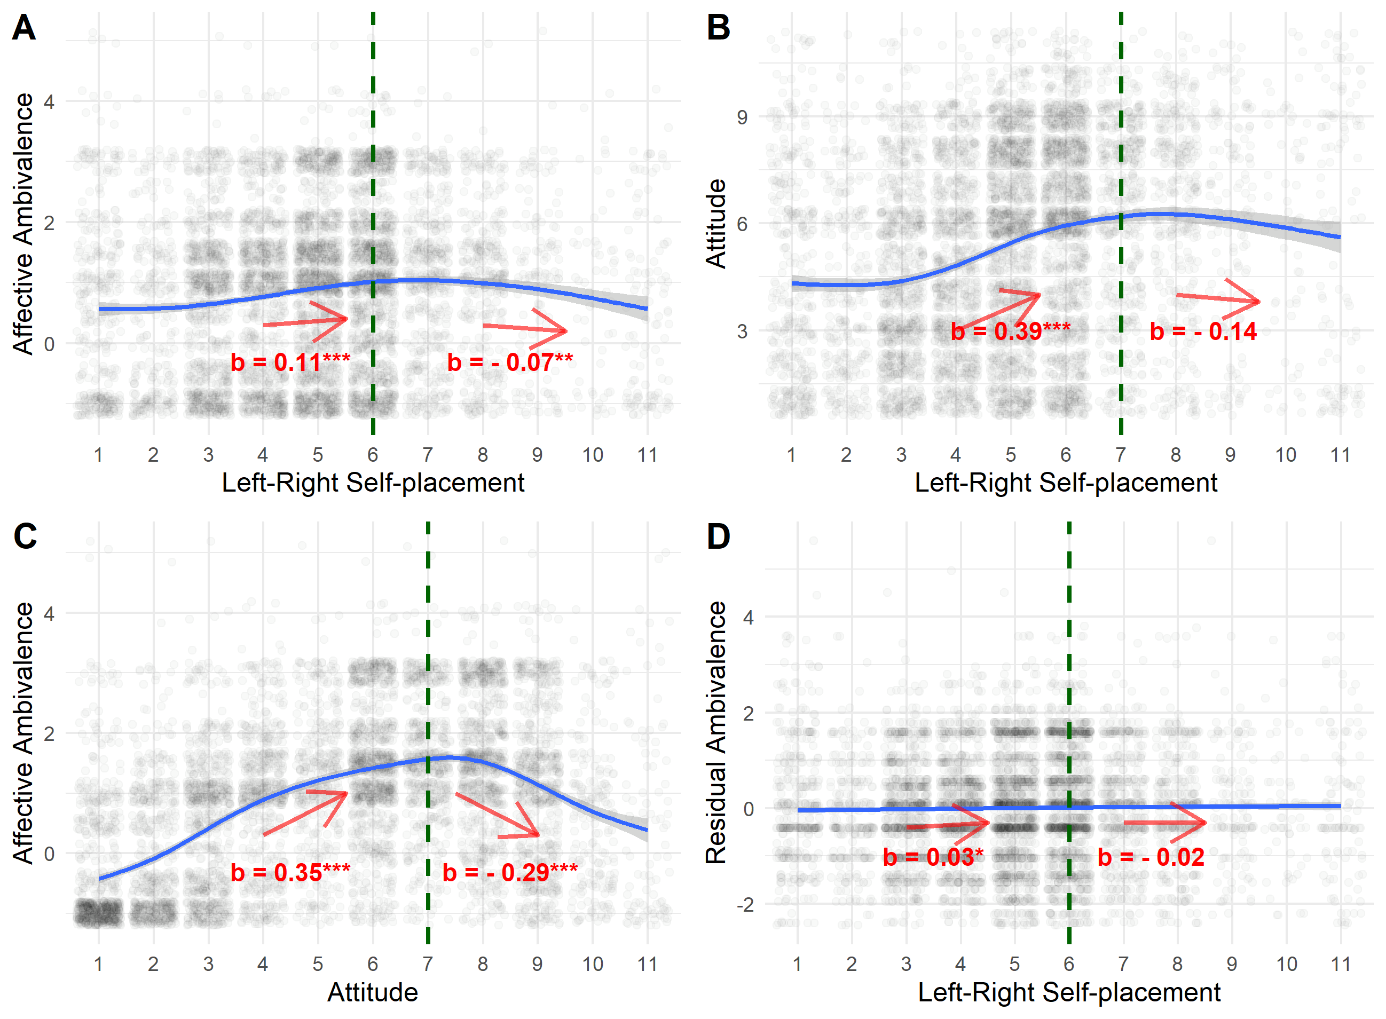 A
Affective Ambivalence
4
2
0
b = 0.11***
b = - 0.07**
1 2 3 4 5 6 7 8 9 10 11
Left-Right Self-placement
B
Attitude
9
6
3
b = 0.39***
b = - 0.14
1 2 3 4 5 6 7 8 9 10 11
Left-Right Self-placement
C
Affective Ambivalence
4
2
0
b = 0.35***
b = - 0.29***
1 2 3 4 5 6 7 8 9 10 11
Attitude
D
Residual Ambivalence
4
2
0
-2
b = 0.03*
b = - 0.02
1 2 3 4 5 6 7 8 9 10 11
Left-Right Self-placement